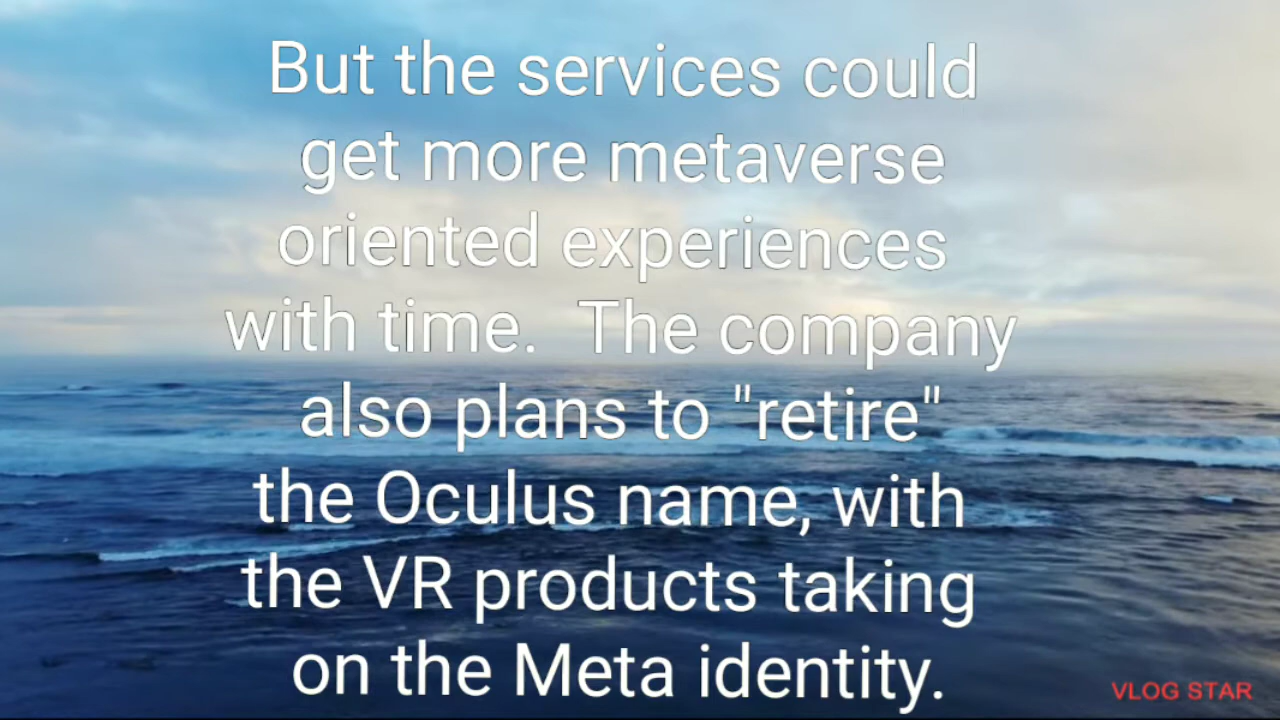 But the services could
get more metaverse
oriented experiences
with time.  The company
also plans to "retire"
the Oculus name, with
the VR products taking
on the Meta identity.
VLOG STAR